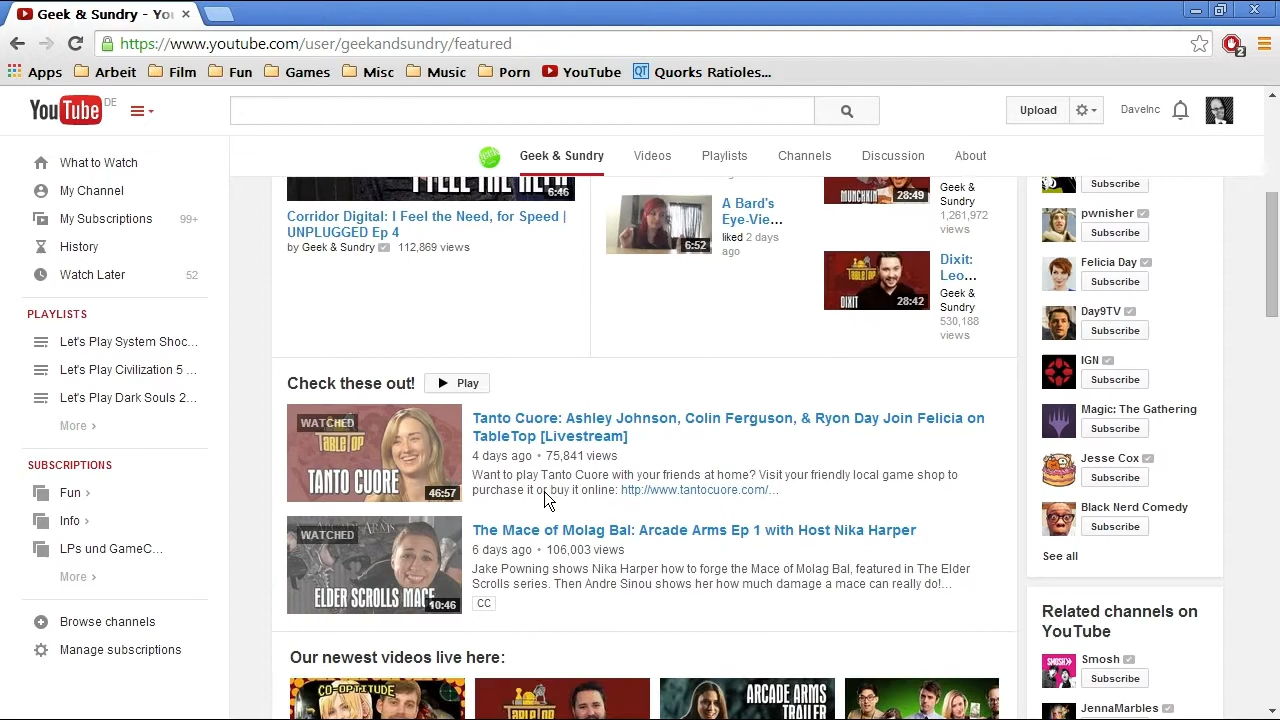 Geek & Sundry - You
https://www.youtube.com/user/geekandsundry/featured
2
Apps Arbeit Film Fun Games Misc Music Porn YouTube QT Quorks Ratioles...
YouTube DE
Upload
DaveInc
Geek & Sundry Videos Playlists Channels Discussion About
What to Watch
My Channel
My Subscriptions 99+
History
Watch Later 52
PLAYLISTS
Let's Play System Shoc...
Let's Play Civilization 5 ...
Let's Play Dark Souls 2...
More ›
SUBSCRIPTIONS
Fun ›
Info ›
LPs und GameC...
More ›
Browse channels
Manage subscriptions
I FEEL THE NEED
6:46
Corridor Digital: I Feel the Need, for Speed |
UNPLUGGED Ep 4
by Geek & Sundry 112,869 views
6:52
A Bard's
Eye-Vie...
liked 2 days
ago
MUNCHKIN
28:49
Geek &
Sundry
1,261,972
views
DIXIT
28:42
Dixit:
Leo...
Geek &
Sundry
530,188
views
Check these out! Play
WATCHED
TABLETOP
TANTO CUORE
46:57
Tanto Cuore: Ashley Johnson, Colin Ferguson, & Ryon Day Join Felicia on
TableTop [Livestream]
4 days ago • 75,841 views
Want to play Tanto Cuore with your friends at home? Visit your friendly local game shop to
purchase it or buy it online: http://www.tantocuore.com/...
WATCHED
ARMS
ELDER SCROLLS MACE
10:46
The Mace of Molag Bal: Arcade Arms Ep 1 with Host Nika Harper
6 days ago • 106,003 views
Jake Powning shows Nika Harper how to forge the Mace of Molag Bal, featured in The Elder
Scrolls series. Then Andre Sinou shows her how much damage a mace can really do!...
CC
Our newest videos live here:
CO-OPTITUDE
TABLETOP
ARCADE ARMS
TRAILER
Subscribe
pwnisher
Subscribe
Felicia Day
Subscribe
Day9TV
Subscribe
IGN
Subscribe
Magic: The Gathering
Subscribe
Jesse Cox
Subscribe
Black Nerd Comedy
Subscribe
See all
Related channels on
YouTube
SMOSH
Smosh
Subscribe
JennaMarbles